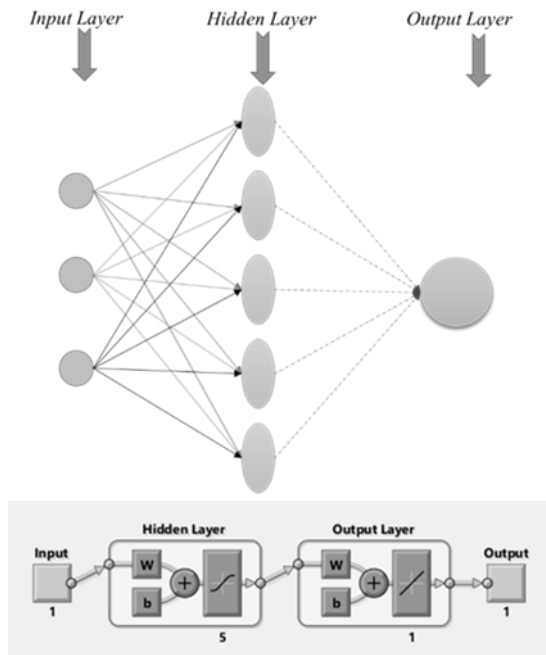 Input Layer Hidden Layer Output Layer
Hidden Layer Output Layer
Input W b + W b + Output
1 5 1 1